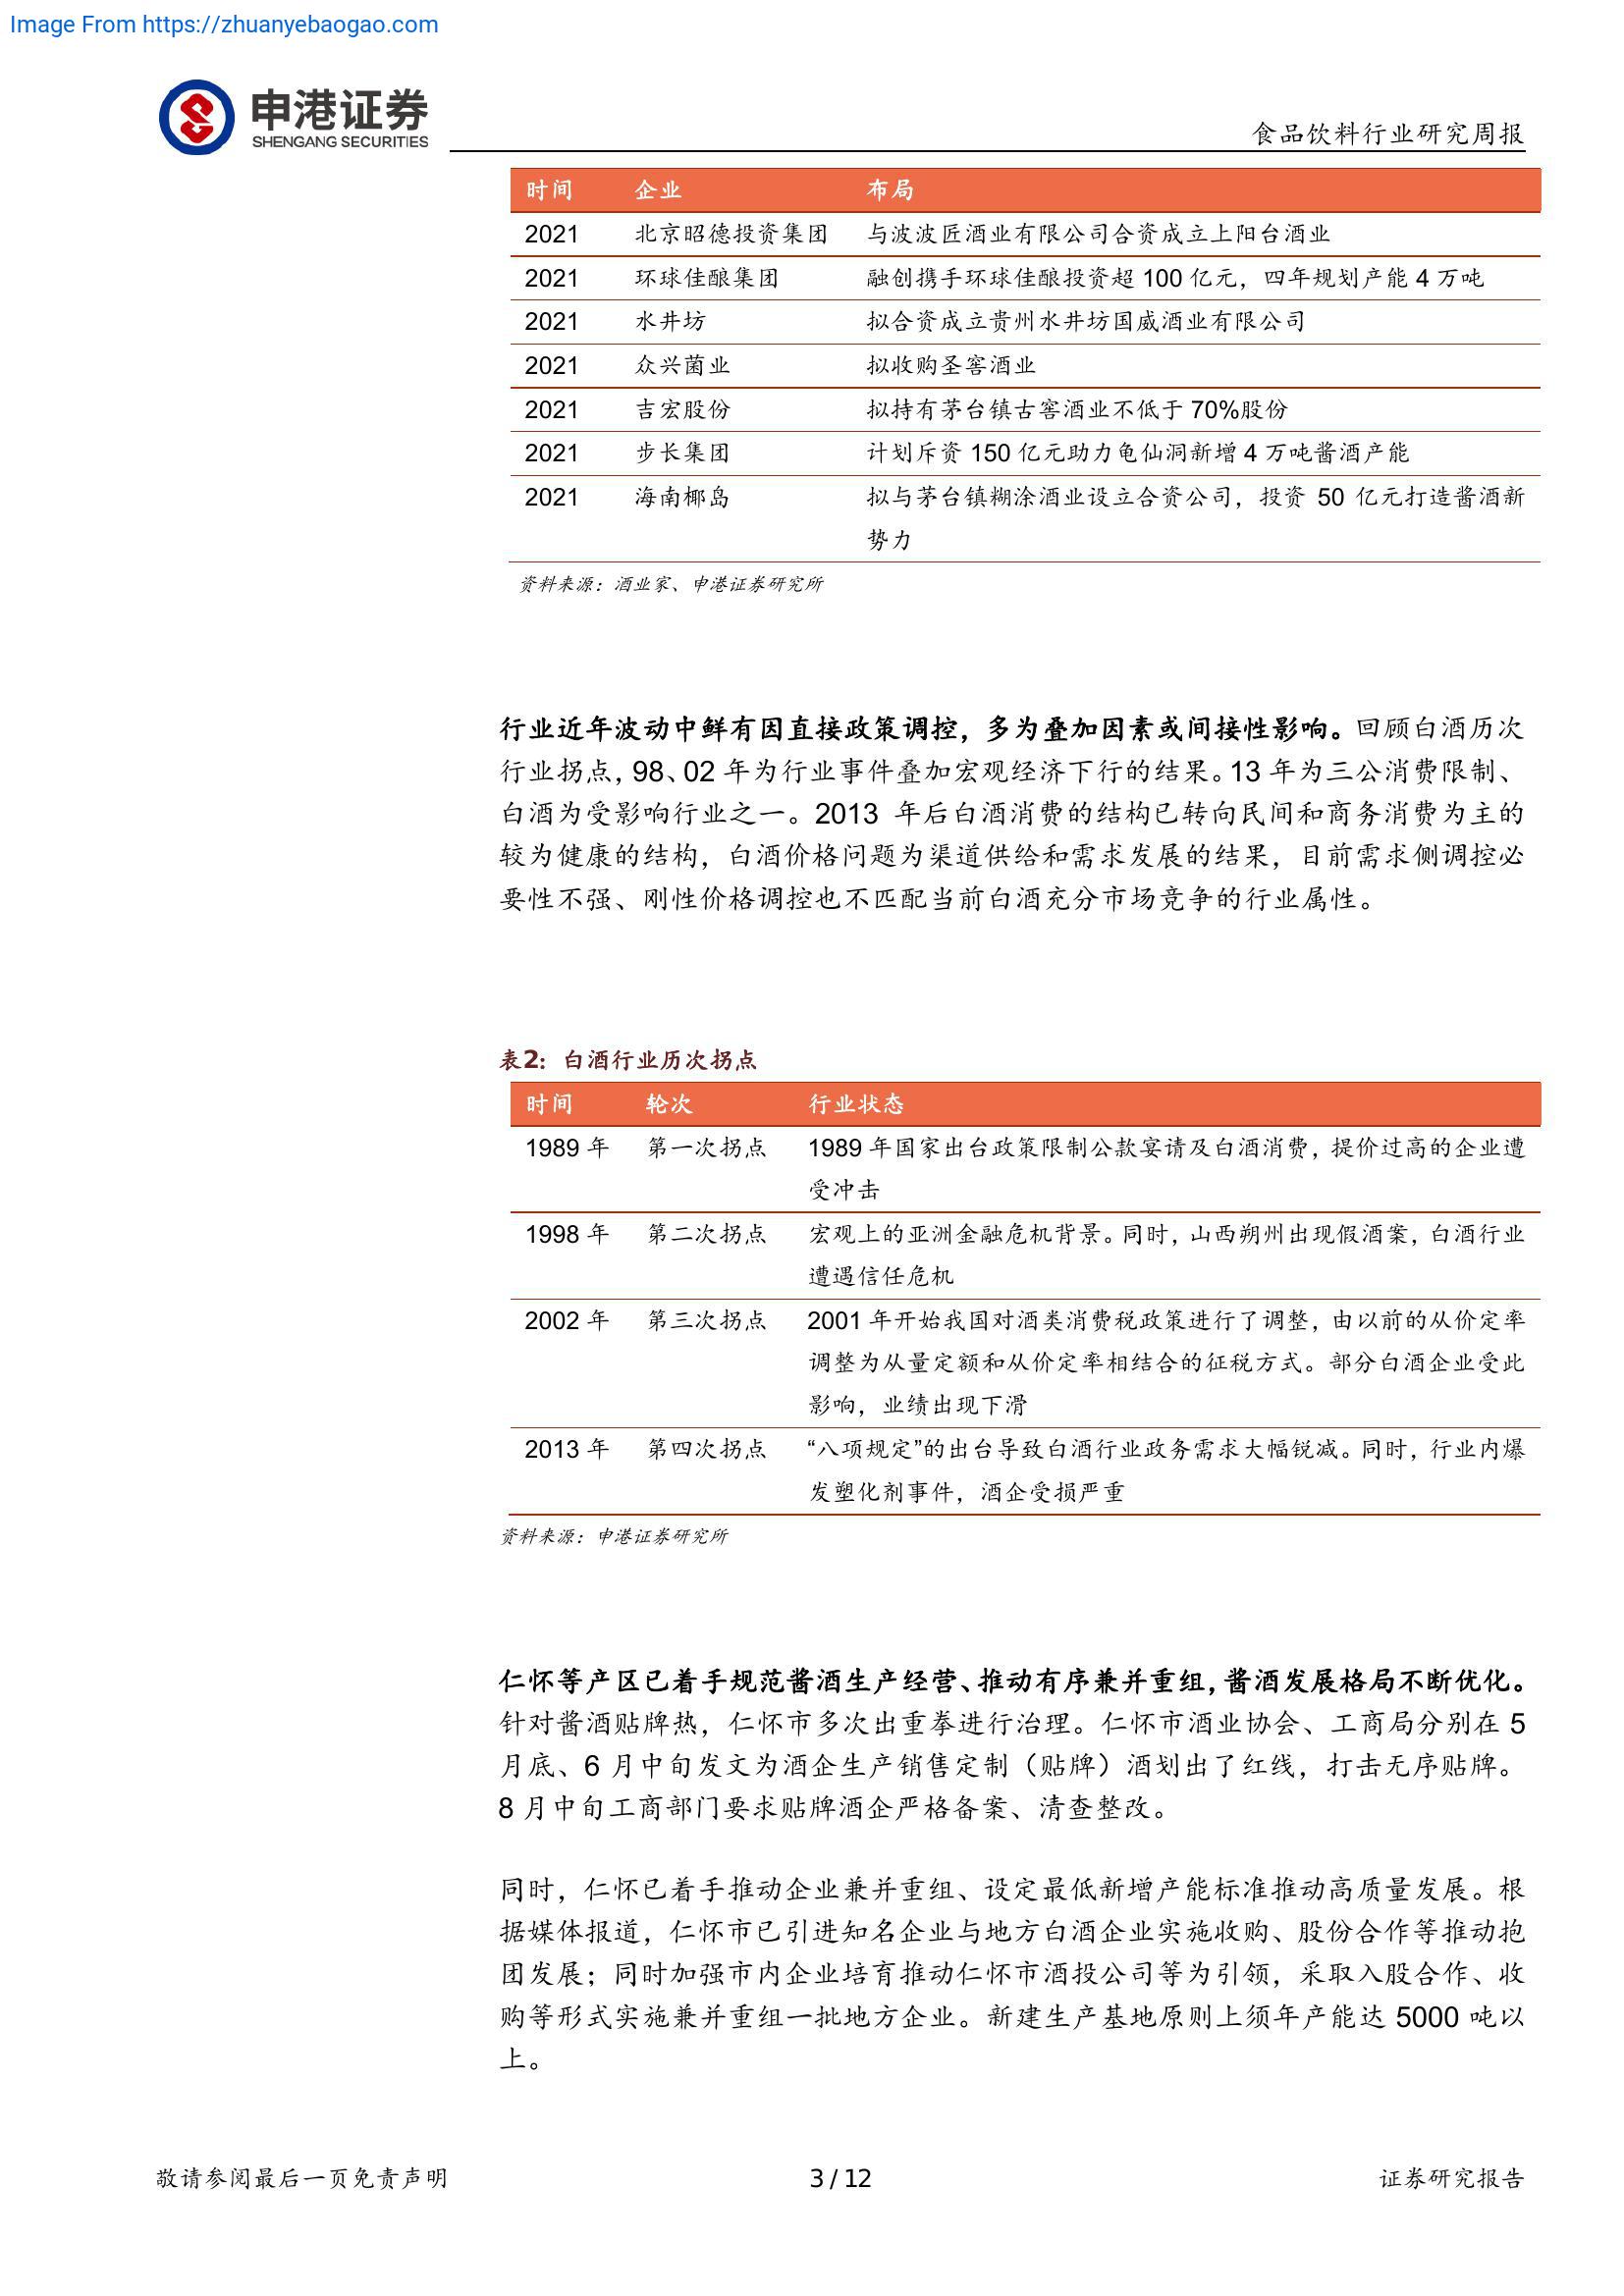 Image From https://zhuanyebaogao.com
申港证券
SHENGANG SECURITIES
食品饮料行业研究周报
时间 企业 布局
2021 北京昭德投资集团 与波波匠酒业有限公司合资成立上阳台酒业
2021 环球佳酿集团 融创携手环球佳酿投资超 100 亿元，四年规划产能 4 万吨
2021 水井坊 拟合资成立贵州水井坊国威酒业有限公司
2021 众兴菌业 拟收购圣窖酒业
2021 吉宏股份 拟持有茅台镇古窖酒业不低于 70%股份
2021 步长集团 计划斥资 150 亿元助力龟仙洞新增 4 万吨酱酒产能
2021 海南椰岛 拟与茅台镇糊涂酒业设立合资公司，投资 50 亿元打造酱酒新
势力
资料来源：酒业家、申港证券研究所
行业近年波动中鲜有因直接政策调控，多为叠加因素或间接性影响。回顾白酒历次
行业拐点，98、02 年为行业事件叠加宏观经济下行的结果。13 年为三公消费限制、
白酒为受影响行业之一。2013 年后白酒消费的结构已转向民间和商务消费为主的
较为健康的结构，白酒价格问题为渠道供给和需求发展的结果，目前需求侧调控必
要性不强、刚性价格调控也不匹配当前白酒充分市场竞争的行业属性。
表2：白酒行业历次拐点
时间 轮次 行业状态
1989 年 第一次拐点 1989 年国家出台政策限制公款宴请及白酒消费，提价过高的企业遭
受冲击
1998 年 第二次拐点 宏观上的亚洲金融危机背景。同时，山西朔州出现假酒案，白酒行业
遭遇信任危机
2002 年 第三次拐点 2001 年开始我国对酒类消费税政策进行了调整，由以前的从价定率
调整为从量定额和从价定率相结合的征税方式。部分白酒企业受此
影响，业绩出现下滑
2013 年 第四次拐点 “八项规定”的出台导致白酒行业政务需求大幅锐减。同时，行业内爆
发塑化剂事件，酒企受损严重
资料来源：申港证券研究所
仁怀等产区已着手规范酱酒生产经营、推动有序兼并重组，酱酒发展格局不断优化。
针对酱酒贴牌热，仁怀市多次出重拳进行治理。仁怀市酒业协会、工商局分别在 5
月底、6 月中旬发文为酒企生产销售定制（贴牌）酒划出了红线，打击无序贴牌。
8 月中旬工商部门要求贴牌酒企严格备案、清查整改。
同时，仁怀已着手推动企业兼并重组、设定最低新增产能标准推动高质量发展。根
据媒体报道，仁怀市已引进知名企业与地方白酒企业实施收购、股份合作等推动抱
团发展；同时加强市内企业培育推动仁怀市酒投公司等为引领，采取入股合作、收
购等形式实施兼并重组一批地方企业。新建生产基地原则上须年产能达 5000 吨以
上。
敬请参阅最后一页免责声明 3 / 12 证券研究报告